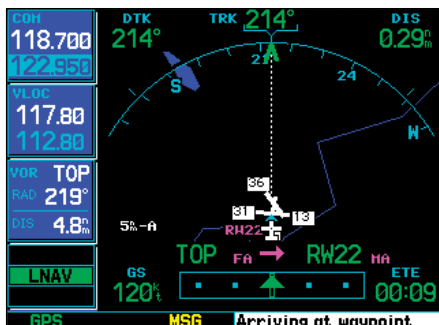 COM
118.700
122.950
VLOC
117.80
112.80
VOR TOP
RAD 219°
DIS 4.8nm
LNAV
GPS
DTK
214°
TRK 214°
DIS
0.29nm
21
24
S
W
36
31
13
RW22
5nm-A
TOP FA RW22 MA
GS
120kt
ETE
00:09
MSG
Arriving at waypoint